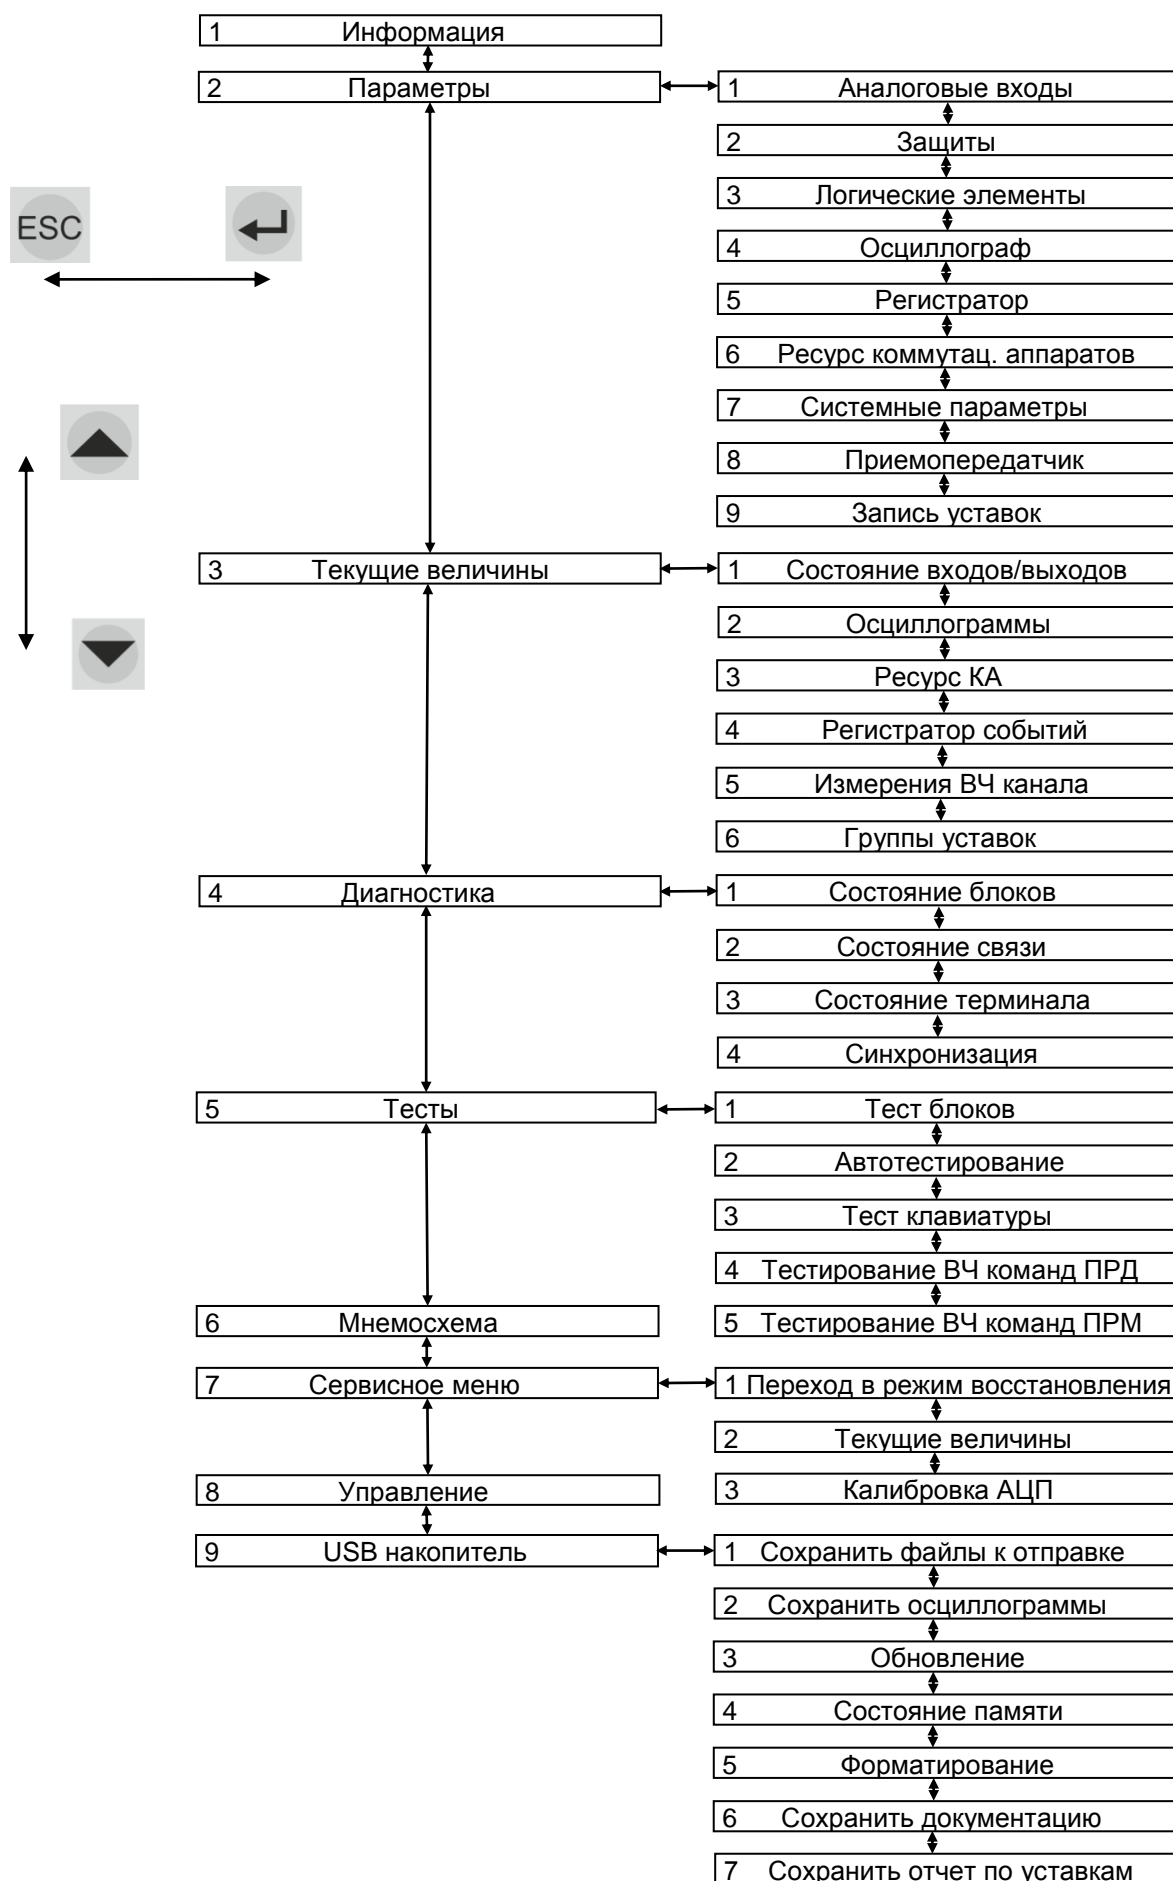 1 Информация
2 Параметры
1 Аналоговые входы
2 Защиты
3 Логические элементы
ESC
4 Осциллограф
5 Регистратор
6 Ресурс коммутац. аппаратов
7 Системные параметры
8 Приемопередатчик
9 Запись уставок
3 Текущие величины
1 Состояние входов/выходов
2 Осциллограммы
3 Ресурс КА
4 Регистратор событий
5 Измерения ВЧ канала
6 Группы уставок
4 Диагностика
1 Состояние блоков
2 Состояние связи
3 Состояние терминала
4 Синхронизация
5 Тесты
1 Тест блоков
2 Автотестирование
3 Тест клавиатуры
4 Тестирование ВЧ команд ПРД
5 Тестирование ВЧ команд ПРМ
6 Мнемосхема
7 Сервисное меню
1 Переход в режим восстановления
2 Текущие величины
3 Калибровка АЦП
8 Управление
9 USB накопитель
1 Сохранить файлы к отправке
2 Сохранить осциллограммы
3 Обновление
4 Состояние памяти
5 Форматирование
6 Сохранить документацию
7 Сохранить отчет по уставкам